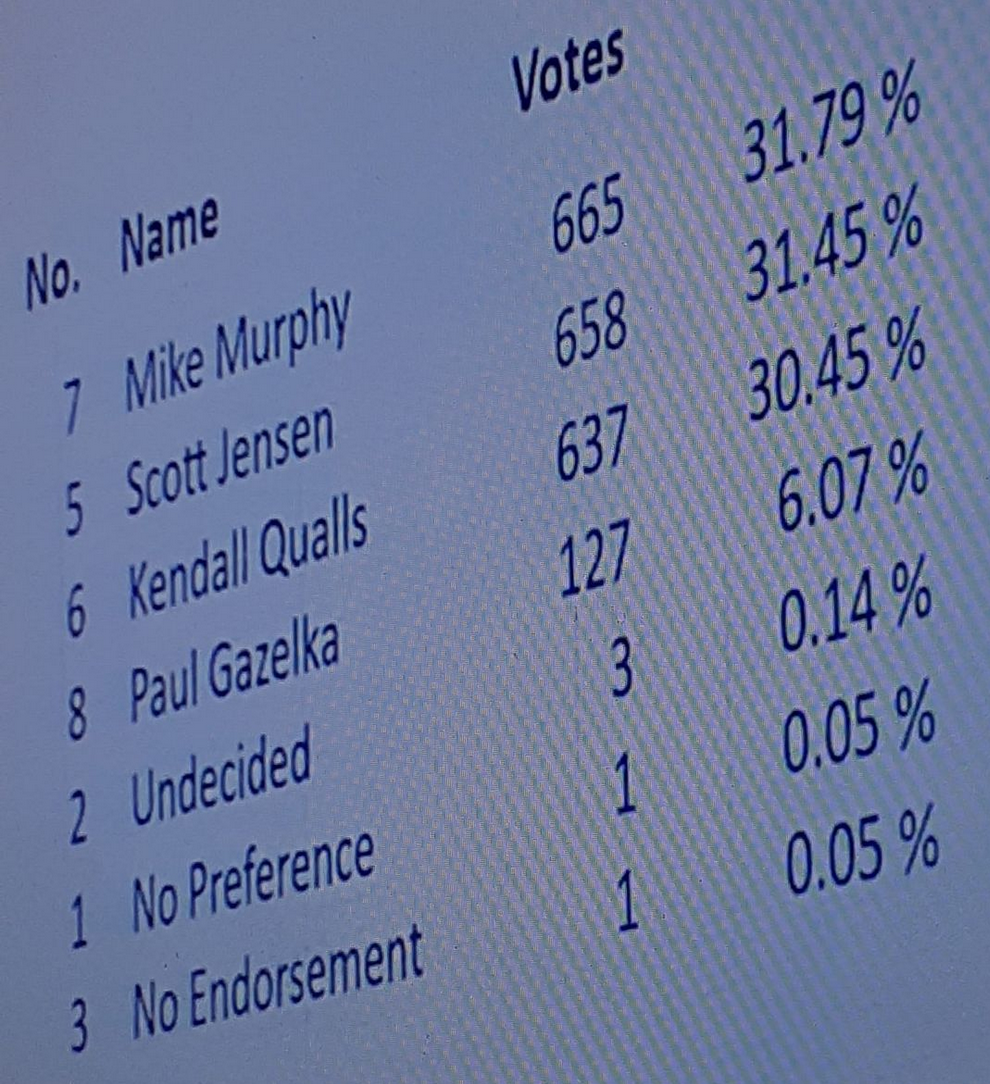 No. Name Votes
7 Mike Murphy 665 31.79 %
5 Scott Jensen 658 31.45 %
6 Kendall Qualls 637 30.45 %
8 Paul Gazelka 127 6.07 %
2 Undecided 3 0.14 %
1 No Preference 1 0.05 %
3 No Endorsement 1 0.05 %